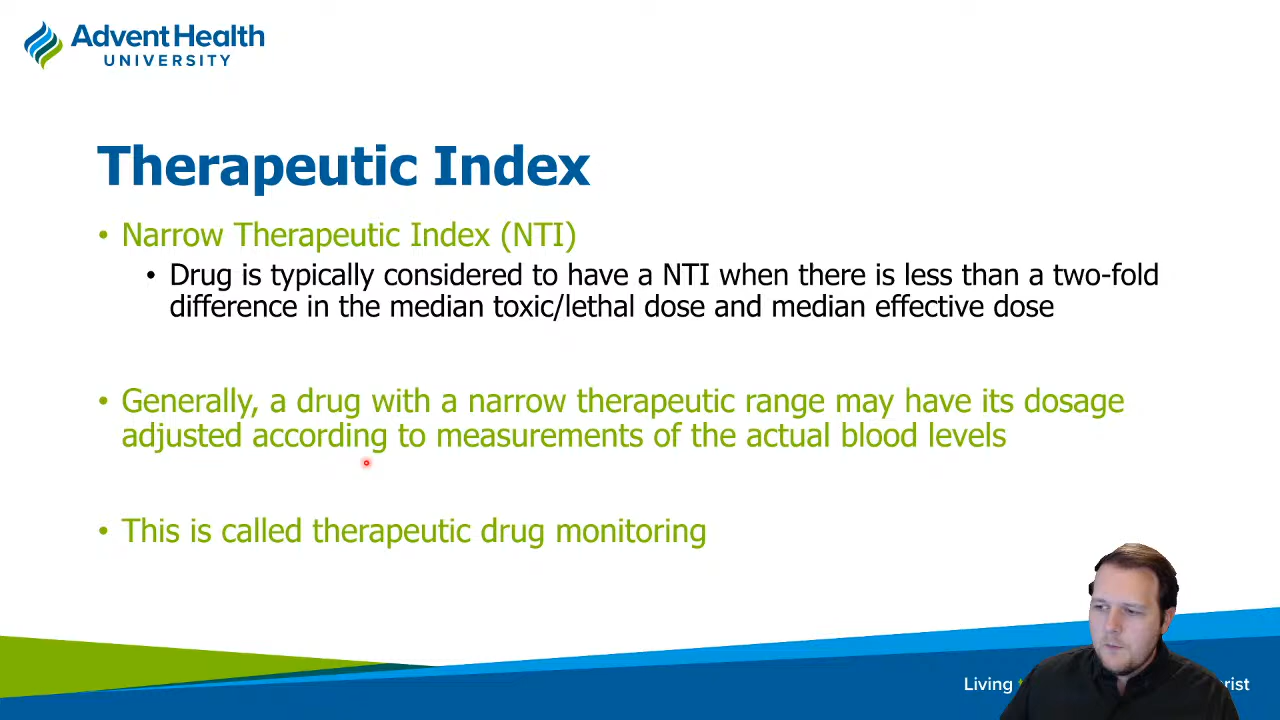 AdventHealth
UNIVERSITY
Therapeutic Index
• Narrow Therapeutic Index (NTI)
• Drug is typically considered to have a NTI when there is less than a two-fold
difference in the median toxic/lethal dose and median effective dose
• Generally, a drug with a narrow therapeutic range may have its dosage
adjusted according to measurements of the actual blood levels
• This is called therapeutic drug monitoring
Living